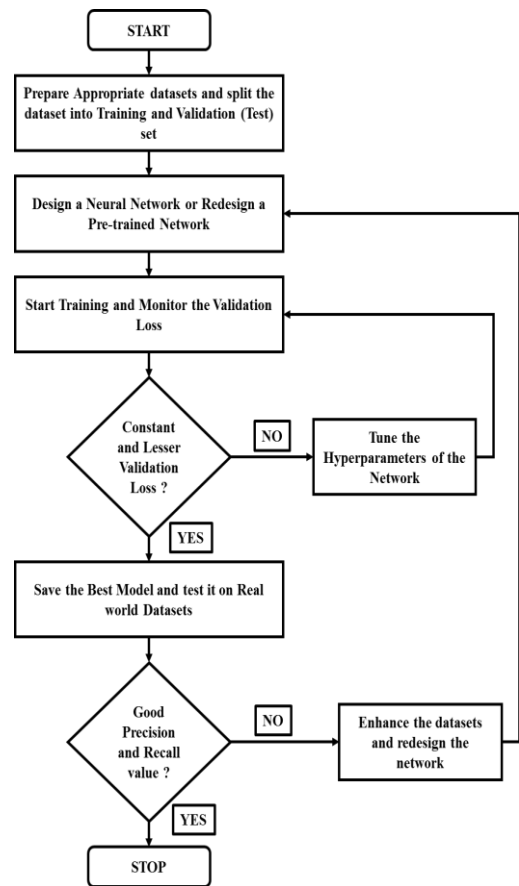 START
Prepare Appropriate datasets and split the
dataset into Training and Validation (Test)
set
Design a Neural Network or Redesign a
Pre-trained Network
Start Training and Monitor the Validation
Loss
Constant
and Lesser
Validation
Loss ?
NO
Tune the
Hyperparameters of the
Network
YES
Save the Best Model and test it on Real
world Datasets
Good
Precision
and Recall
value ?
NO
Enhance the datasets
and redesign the
network
YES
STOP